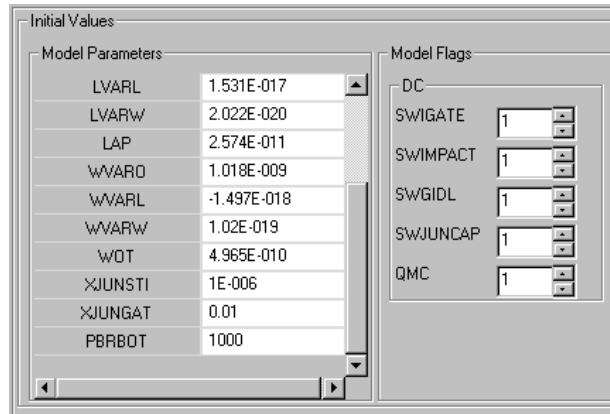 Initial Values
Model Parameters
LVARL 1.531E-017
LVARW 2.022E-020
LAP 2.574E-011
WVARO 1.018E-009
WVARL -1.497E-018
WVARW 1.02E-019
WOT 4.965E-010
XJUNSTI 1E-006
XJUNGAT 0.01
PBRBOT 1000
Model Flags
DC
SWIGATE 1
SWIMPACT 1
SWGIDL 1
SWJUNCAP 1
QMC 1